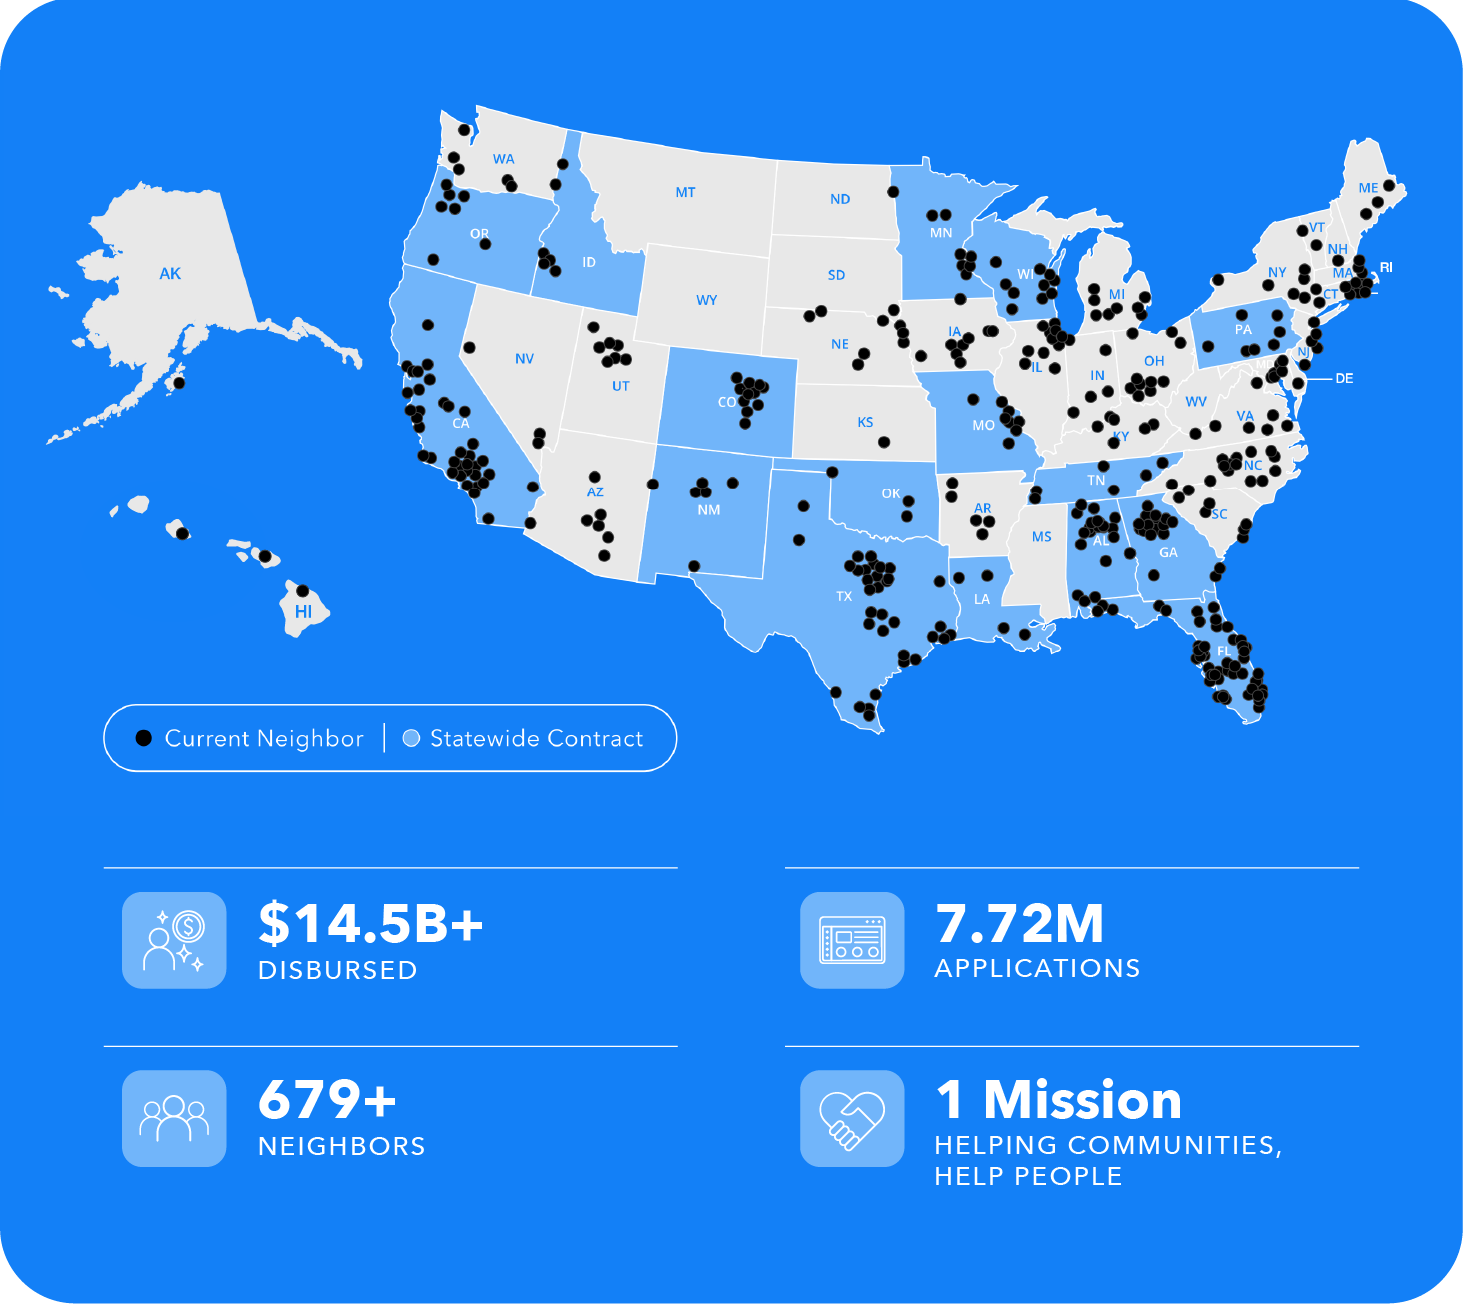 WA
MT
ND
MN
OR
ID
SD
WI
WY
MI
NY
VT
NH
ME
MA
RI
CT
AK
NV
UT
NE
IA
IL
IN
OH
PA
NJ
DE
CA
CO
KS
MO
KY
WV
VA
AZ
NM
OK
AR
TN
NC
SC
MS
AL
GA
TX
LA
FL
HI
Current Neighbor
Statewide Contract
$14.5B+
DISBURSED
7.72M
APPLICATIONS
679+
NEIGHBORS
1 Mission
HELPING COMMUNITIES,
HELP PEOPLE